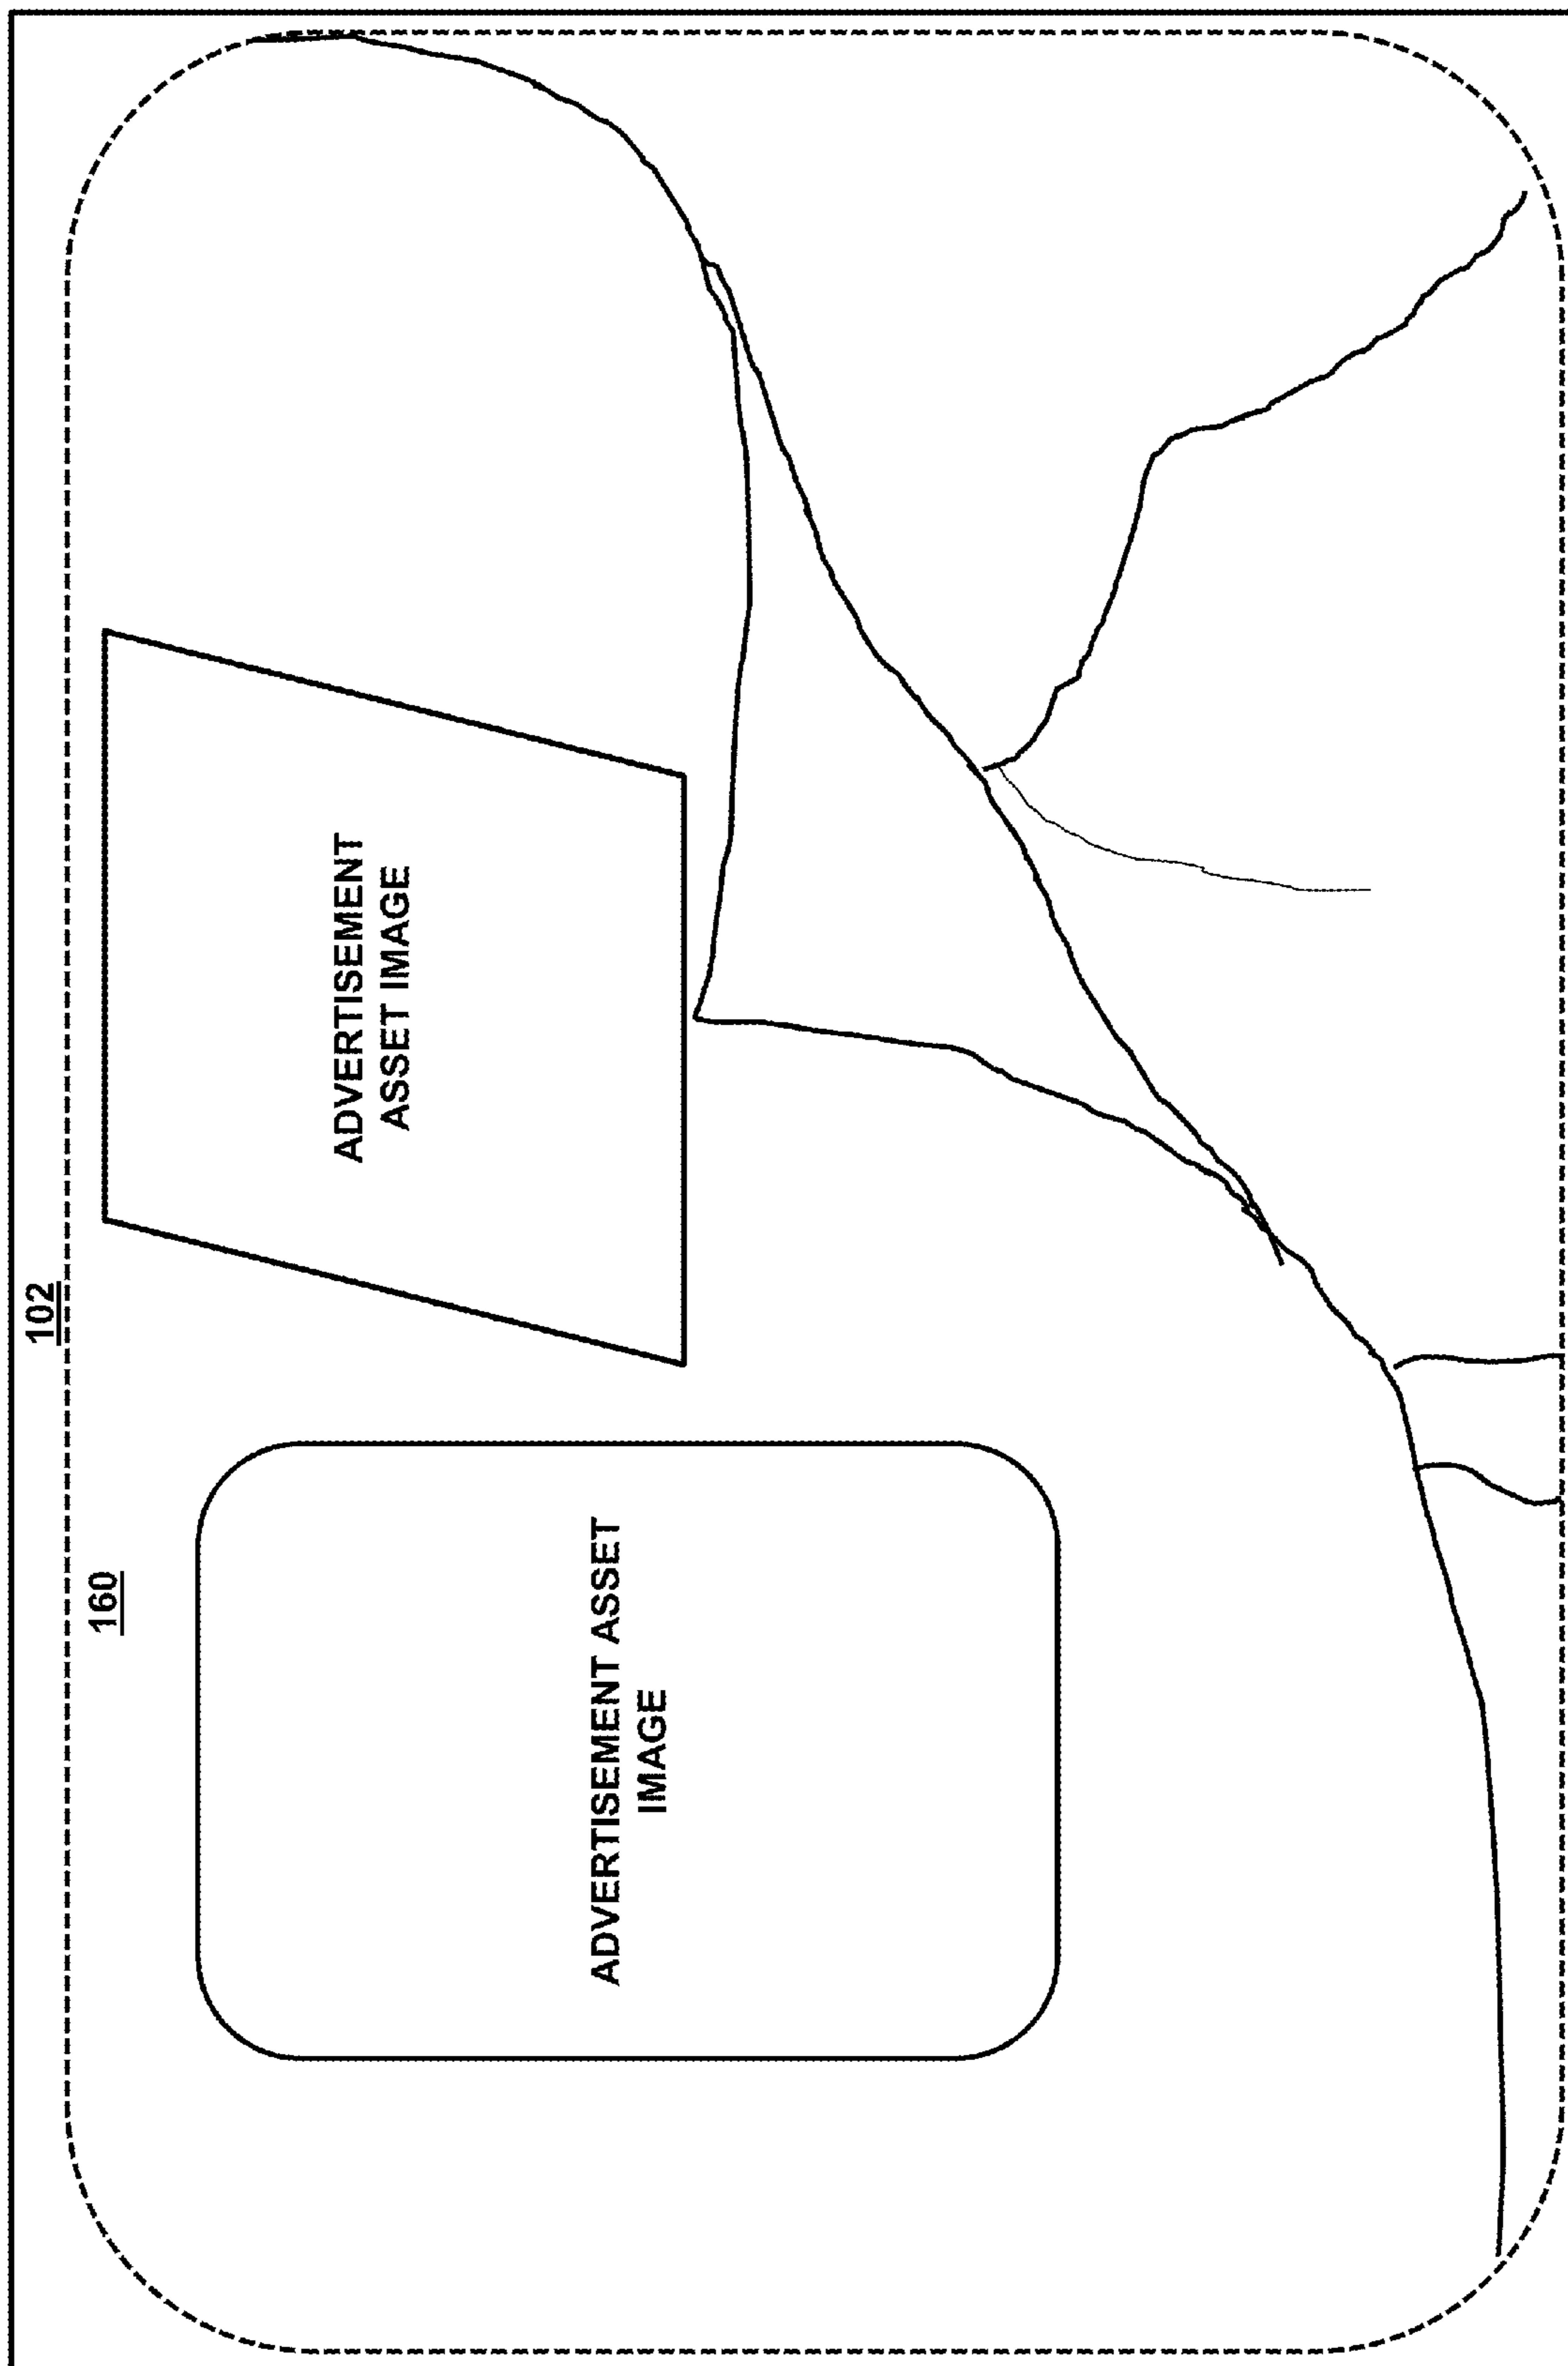 102
160
ADVERTISEMENT ASSET
IMAGE
ADVERTISEMENT
ASSET IMAGE